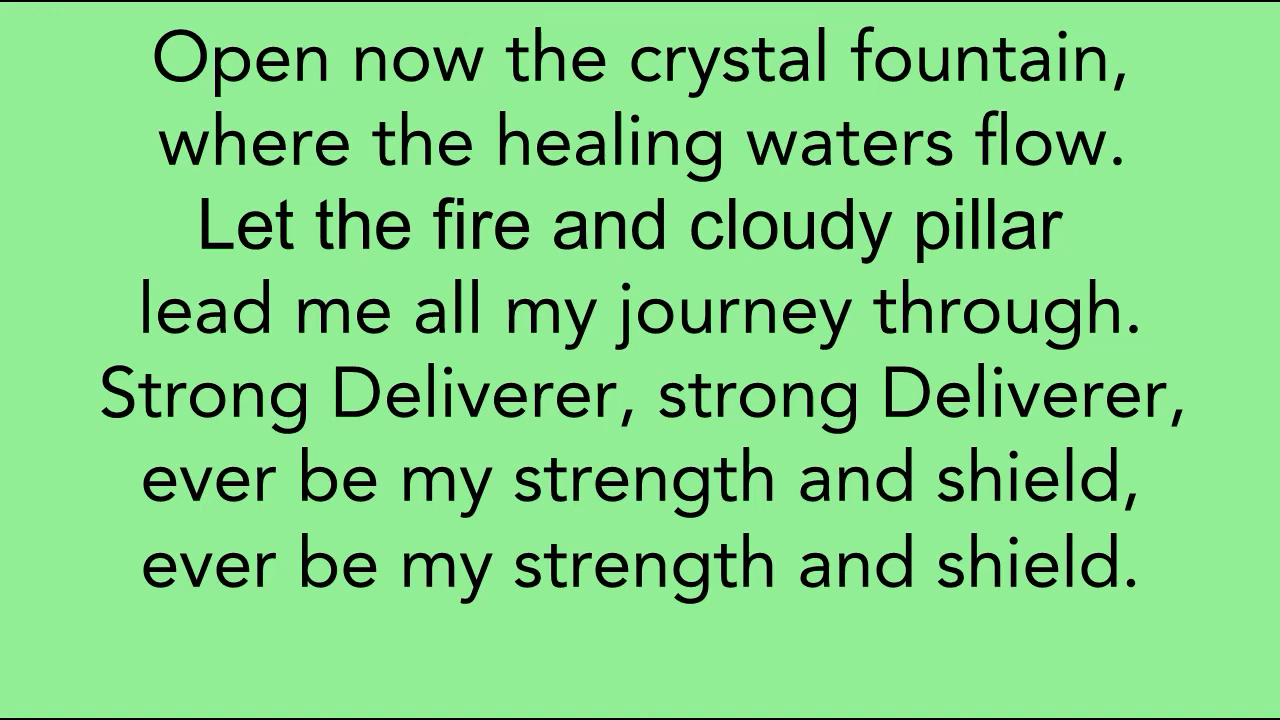 Open now the crystal fountain,
where the healing waters flow.
Let the fire and cloudy pillar
lead me all my journey through.
Strong Deliverer, strong Deliverer,
ever be my strength and shield,
ever be my strength and shield.